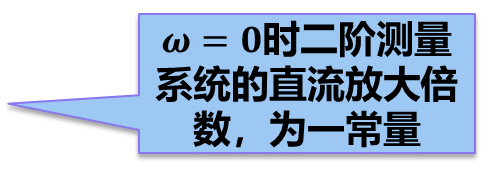 ω = 0时二阶测量
系统的直流放大倍
数，为一常量